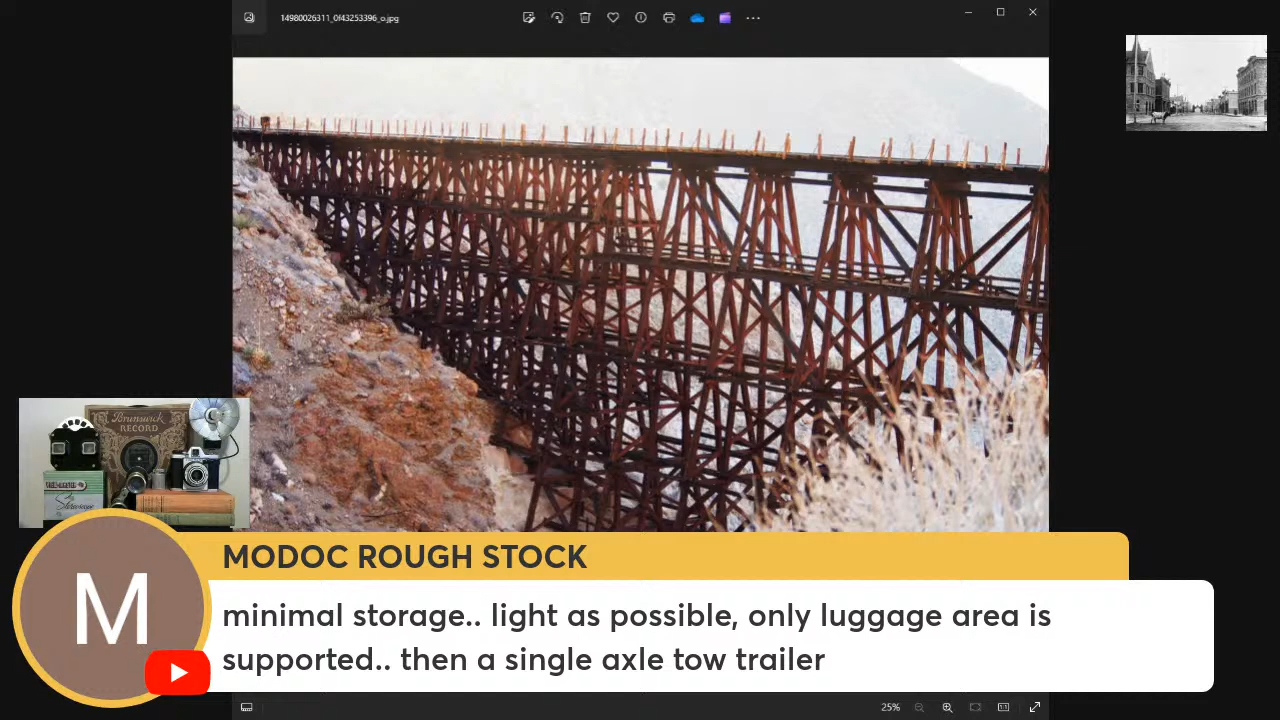 14980026311_0f43253396_o.jpg
Brunswick
RECORD
MODOC ROUGH STOCK
M
minimal storage.. light as possible, only luggage area is
supported.. then a single axle tow trailer
25%